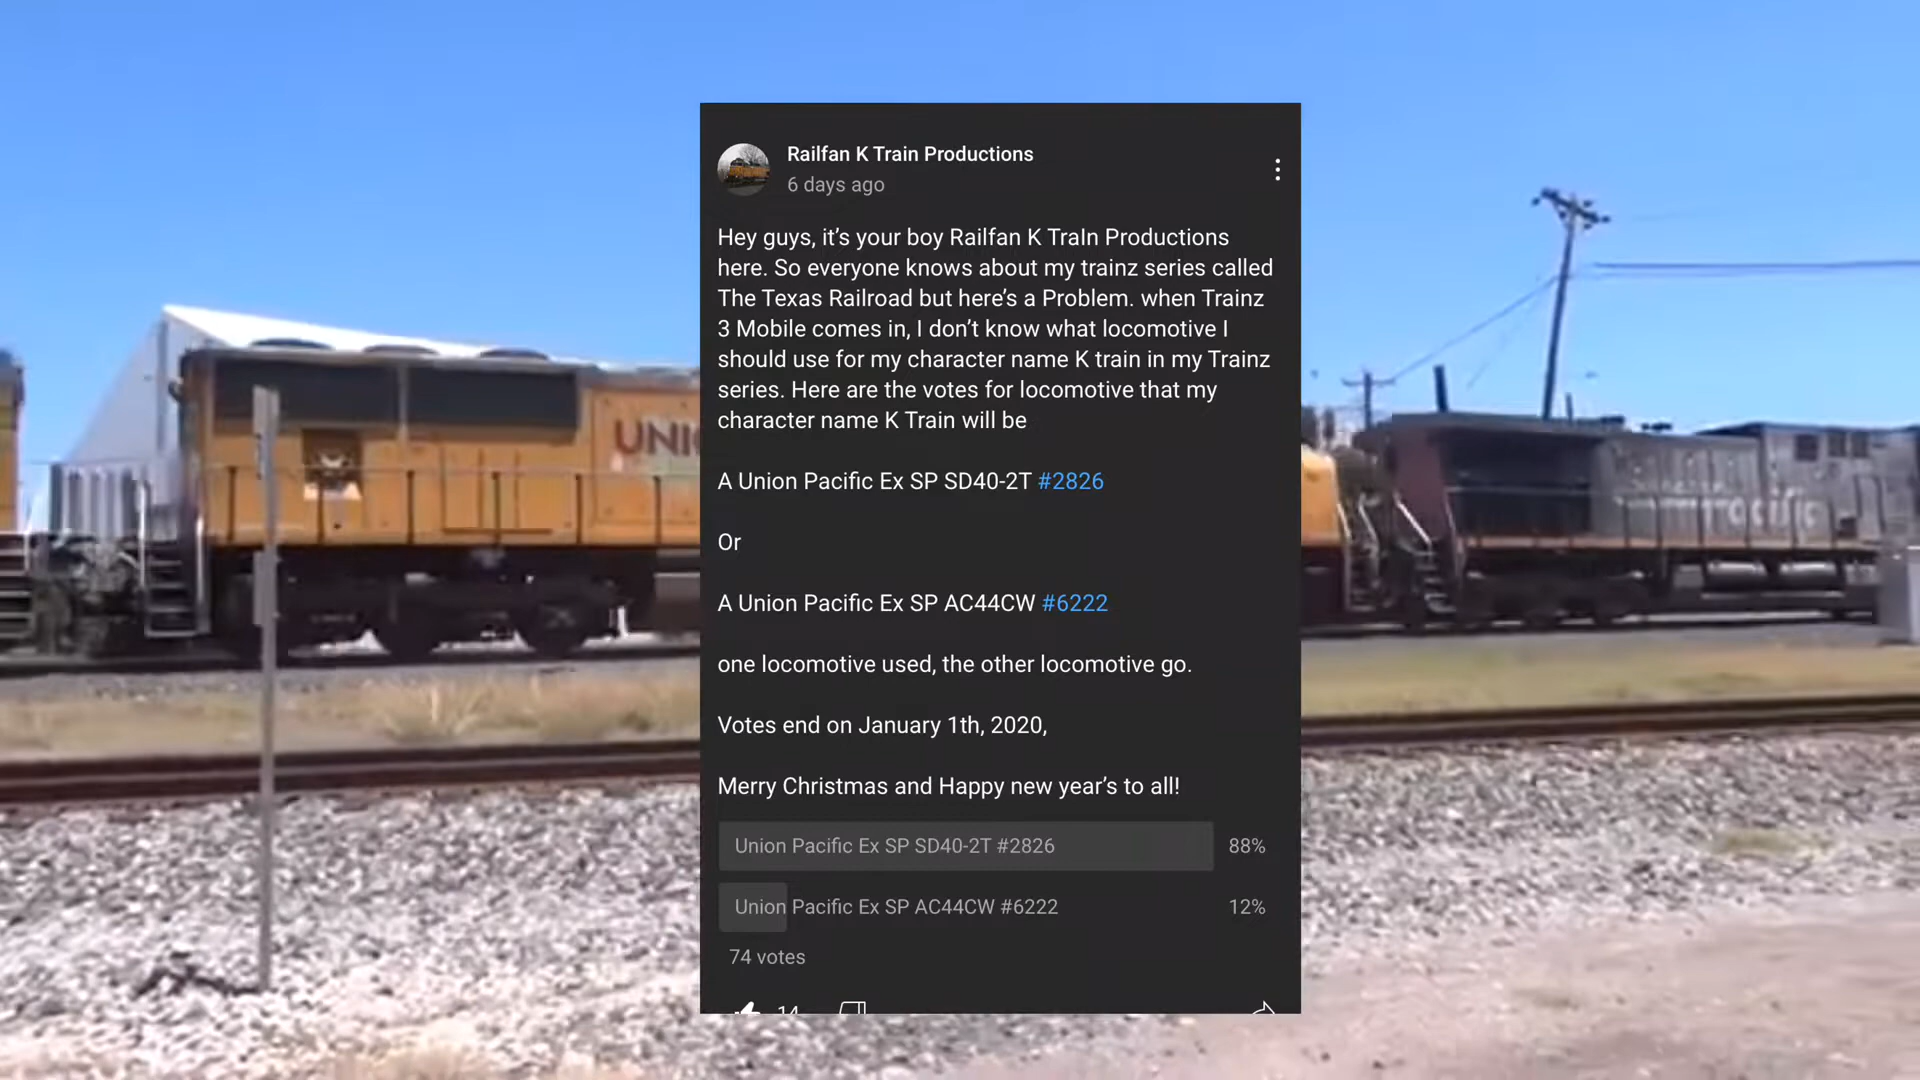 Railfan K Train Productions
6 days ago
Hey guys, it’s your boy Railfan K TraIn Productions
here. So everyone knows about my trainz series called
The Texas Railroad but here’s a Problem. when Trainz
3 Mobile comes in, I don’t know what locomotive I
should use for my character name K train in my Trainz
series. Here are the votes for locomotive that my
character name K Train will be
A Union Pacific Ex SP SD40-2T #2826
Or
A Union Pacific Ex SP AC44CW #6222
one locomotive used, the other locomotive go.
Votes end on January 1th, 2020,
Merry Christmas and Happy new year’s to all!
Union Pacific Ex SP SD40-2T #2826 88%
Union Pacific Ex SP AC44CW #6222 12%
74 votes
14
UNI
Pacific